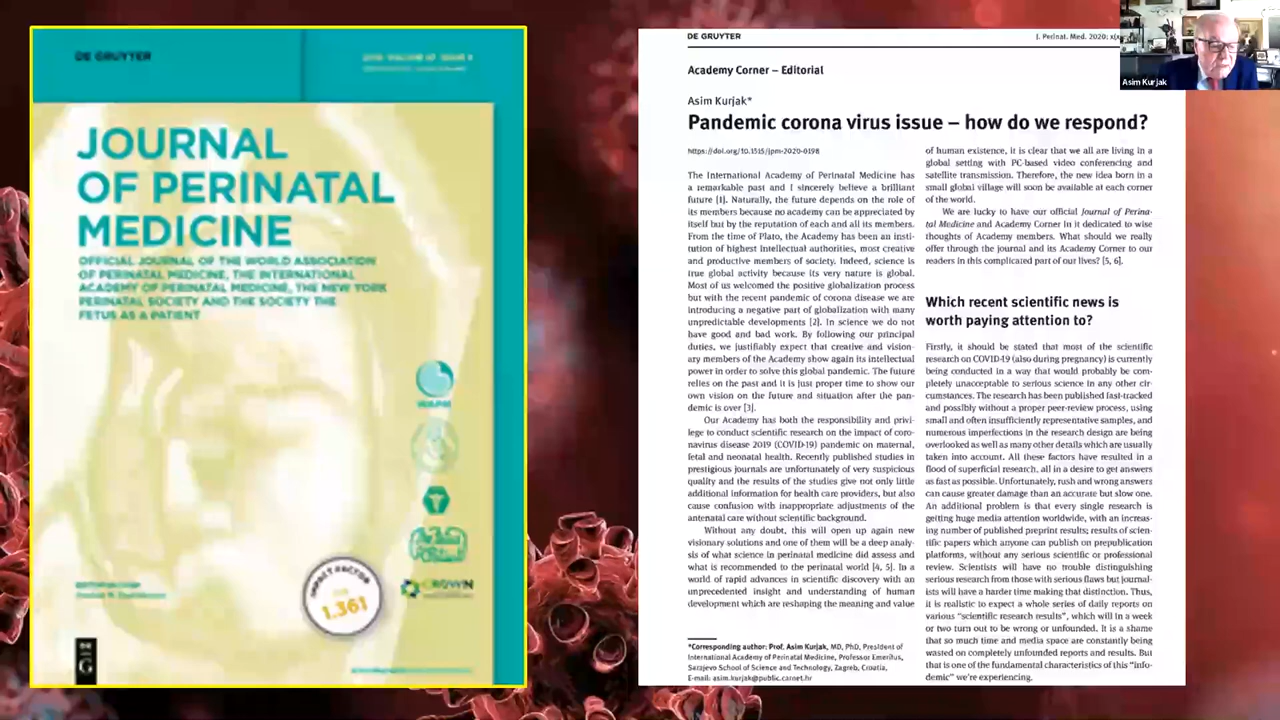 DE GRUYTER
JOURNAL
OF PERINATAL
MEDICINE
OFFICIAL JOURNAL OF THE WORLD ASSOCIATION
OF PERINATAL MEDICINE, THE INTERNATIONAL
ACADEMY OF PERINATAL MEDICINE, THE NEW YORK
PERINATAL SOCIETY AND THE SOCIETY THE
FETUS AS A PATIENT
IMPACT FACTOR
1.361
DE GRUYTER
J. Perinat. Med. 2020;
Academy Corner – Editorial
Asim Kurjak*
Pandemic corona virus issue – how do we respond?
https://doi.org/10.1515/jpm-2020-0198
The International Academy of Perinatal Medicine has
a remarkable past and I sincerely believe a brilliant
future [1]. Naturally, the future depends on the role of
its members because no academy can be appreciated by
itself but by the reputation of each and all its members.
From the time of Plato, the Academy has been an insti-
tution of highest intellectual authorities, most creative
and productive members of society. Indeed, science is
true global activity because its very nature is global.
Most of us welcomed the positive globalization process
but with the recent pandemic of corona disease we are
introducing a negative part of globalization with many
unpredictable developments [2]. In science we do not
have good and bad work. By following our principal
duties, we justifiably expect that creative and vision-
ary members of the Academy show again its intellectual
power in order to solve this global pandemic. The future
relies on the past and it is just proper time to show our
own vision on the future and situation after the pan-
demic is over [3].
Our Academy has both the responsibility and privi-
lege to conduct scientific research on the impact of coro-
navirus disease 2019 (COVID-19) pandemic on maternal,
fetal and neonatal health. Recently published studies in
prestigious journals are unfortunately of very suspicious
quality and the results of the studies give not only little
additional information for health care providers, but also
cause confusion with inappropriate adjustments of the
antenatal care without scientific background.
Without any doubt, this will open up again new
visionary solutions and one of them will be a deep analy-
sis of what science in perinatal medicine did assess and
what is recommended to the perinatal world [4, 5]. In a
world of rapid advances in scientific discovery with an
unprecedented insight and understanding of human
development which are reshaping the meaning and value
*Corresponding author: Prof. Asim Kurjak, MD, PhD, President of
International Academy of Perinatal Medicine, Professor Emeritus,
Sarajevo School of Science and Technology, Zagreb, Croatia,
E-mail: asim.kurjak@public.carnet.hr
of human existence, it is clear that we all are living in a
global setting with PC-based video conferencing and
satellite transmission. Therefore, the new idea born in a
small global village will soon be available at each corner
of the world.
We are lucky to have our official Journal of Perina-
tal Medicine and Academy Corner in it dedicated to wise
thoughts of Academy members. What should we really
offer through the journal and its Academy Corner to our
readers in this complicated part of our lives? [5, 6].
Which recent scientific news is
worth paying attention to?
Firstly, it should be stated that most of the scientific
research on COVID-19 (also during pregnancy) is currently
being conducted in a way that would probably be com-
pletely unacceptable to serious science in any other cir-
cumstances. The research has been published fast-tracked
and possibly without a proper peer-review process, using
small and often insufficiently representative samples, and
numerous imperfections in the research design are being
overlooked as well as many other details which are usually
taken into account. All these factors have resulted in a
flood of superficial research, all in a desire to get answers
as fast as possible. Unfortunately, rush and wrong answers
can cause greater damage than an accurate but slow one.
An additional problem is that every single research is
getting huge media attention worldwide, with an increas-
ing number of published preprint results; results of scien-
tific papers which anyone can publish on prepublication
platforms, without any serious scientific or professional
review. Scientists will have no trouble distinguishing
serious research from those with serious flaws but journal-
ists will have a harder time making that distinction. Thus,
it is realistic to expect a whole series of daily reports on
various “scientific research results”, which will in a week
or two turn out to be wrong or unfounded. It is a shame
that so much time and media space are constantly being
wasted on completely unfounded reports and results. But
that is one of the fundamental characteristics of this “info-
demic” we’re experiencing.
Asim Kurjak